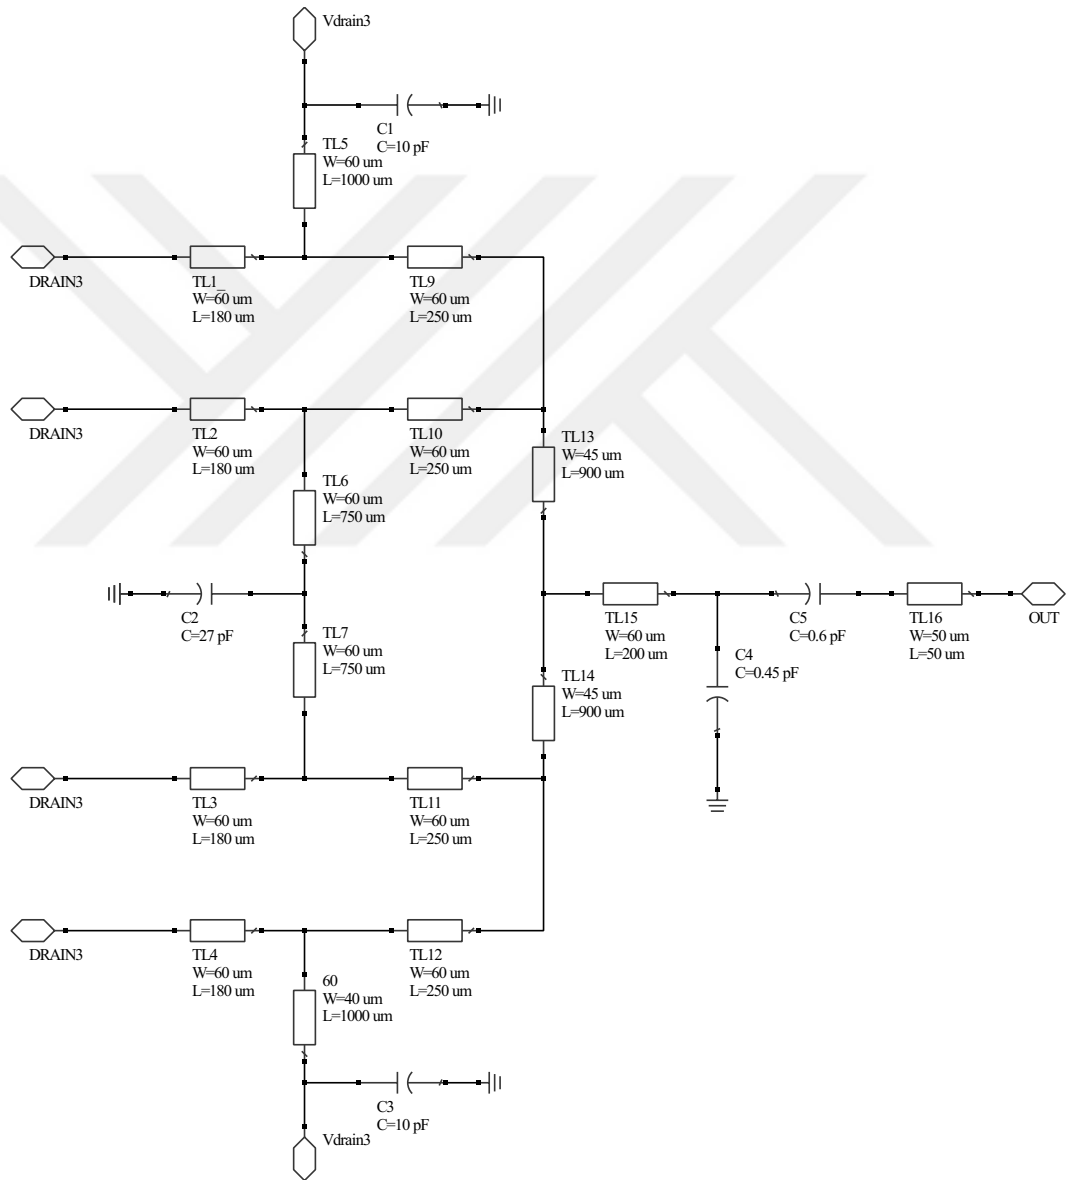 Vdrain3
C1
C=10 pF
TL5
W=60 um
L=1000 um
DRAIN3
TL1_
W=60 um
L=180 um
TL9
W=60 um
L=250 um
DRAIN3
TL2
W=60 um
L=180 um
TL10
W=60 um
L=250 um
TL13
W=45 um
L=900 um
TL6
W=60 um
L=750 um
C2
C=27 pF
TL7
W=60 um
L=750 um
TL15
W=60 um
L=200 um
C5
C=0.6 pF
TL16
W=50 um
L=50 um
OUT
C4
C=0.45 pF
TL14
W=45 um
L=900 um
DRAIN3
TL3
W=60 um
L=180 um
TL11
W=60 um
L=250 um
DRAIN3
TL4
W=60 um
L=180 um
TL12
W=60 um
L=250 um
60
W=40 um
L=1000 um
C3
C=10 pF
Vdrain3